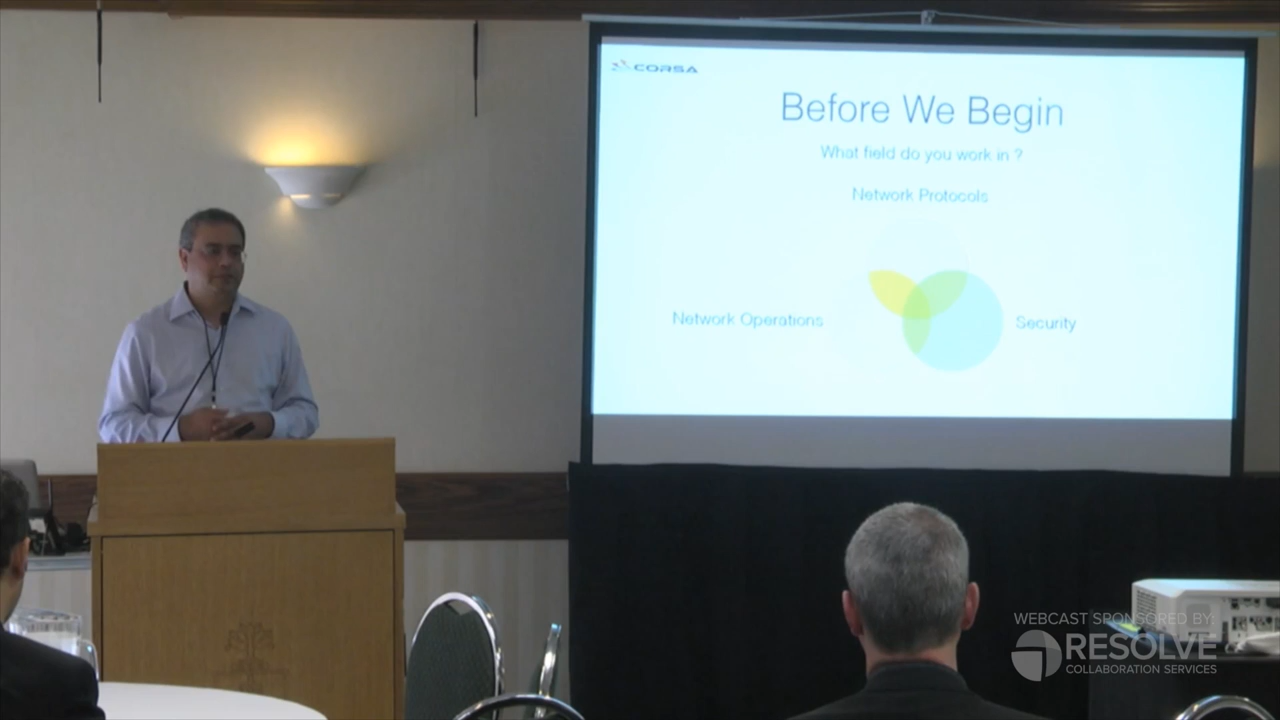 CORSA
Before We Begin
What field do you work in ?
Network Protocols
Network Operations
Security
WEBCAST SPONSORED BY:
RESOLVE
COLLABORATION SERVICES